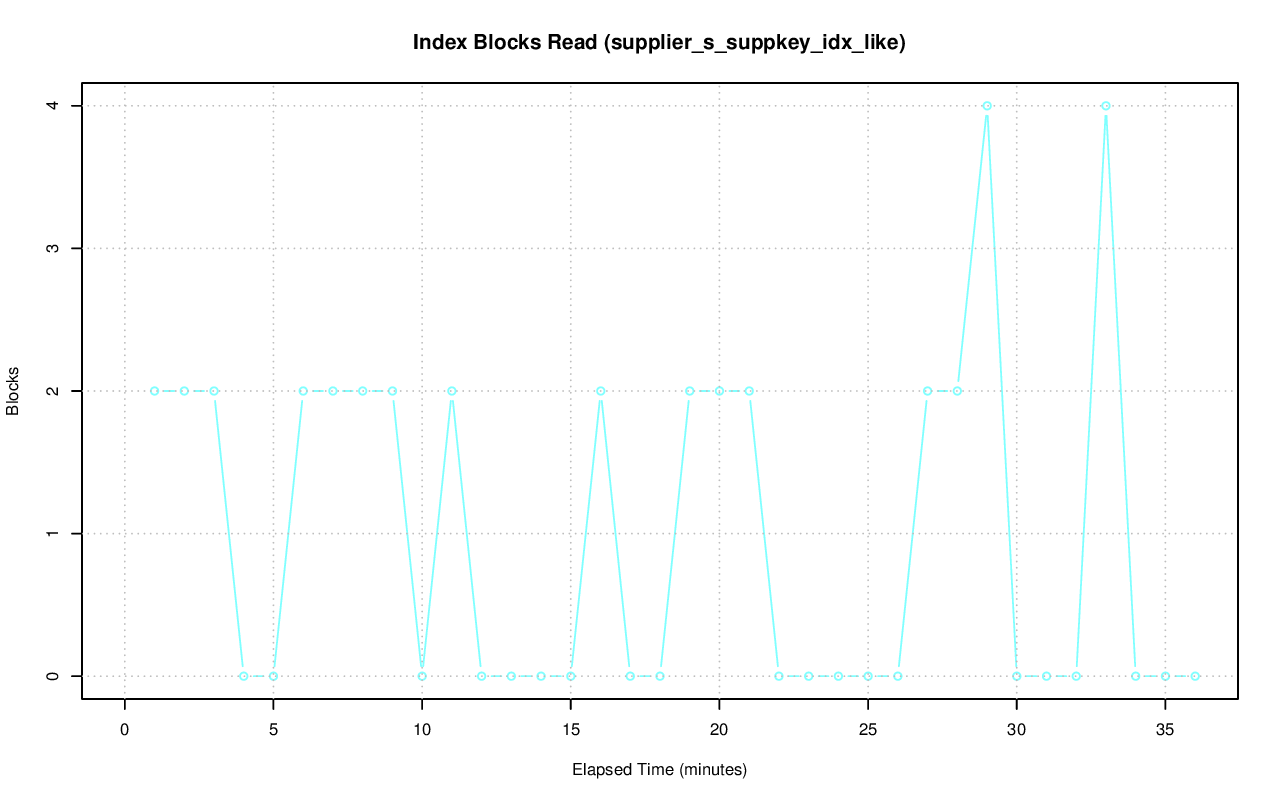 Index Blocks Read (supplier_s_suppkey_idx_like)
Blocks
4
3
2
1
0
0 5 10 15 20 25 30 35
Elapsed Time (minutes)